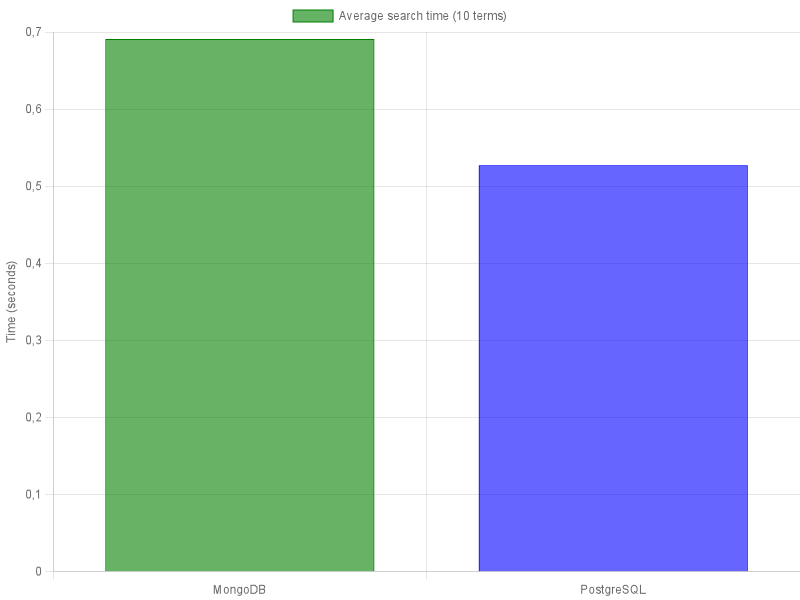 Average search time (10 terms)
0,7
0,6
0,5
0,4
0,3
0,2
0,1
0
Time (seconds)
MongoDB
PostgreSQL